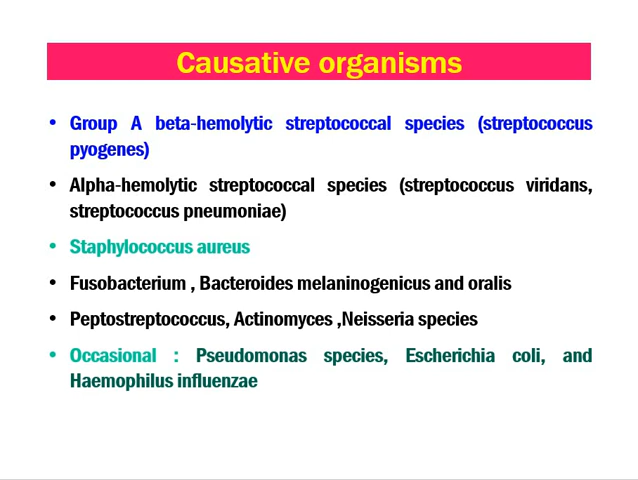 Causative organisms
• Group A beta-hemolytic streptococcal species (streptococcus
pyogenes)
• Alpha-hemolytic streptococcal species (streptococcus viridans,
streptococcus pneumoniae)
• Staphylococcus aureus
• Fusobacterium , Bacteroides melaninogenicus and oralis
• Peptostreptococcus, Actinomyces ,Neisseria species
• Occasional : Pseudomonas species, Escherichia coli, and
Haemophilus influenzae